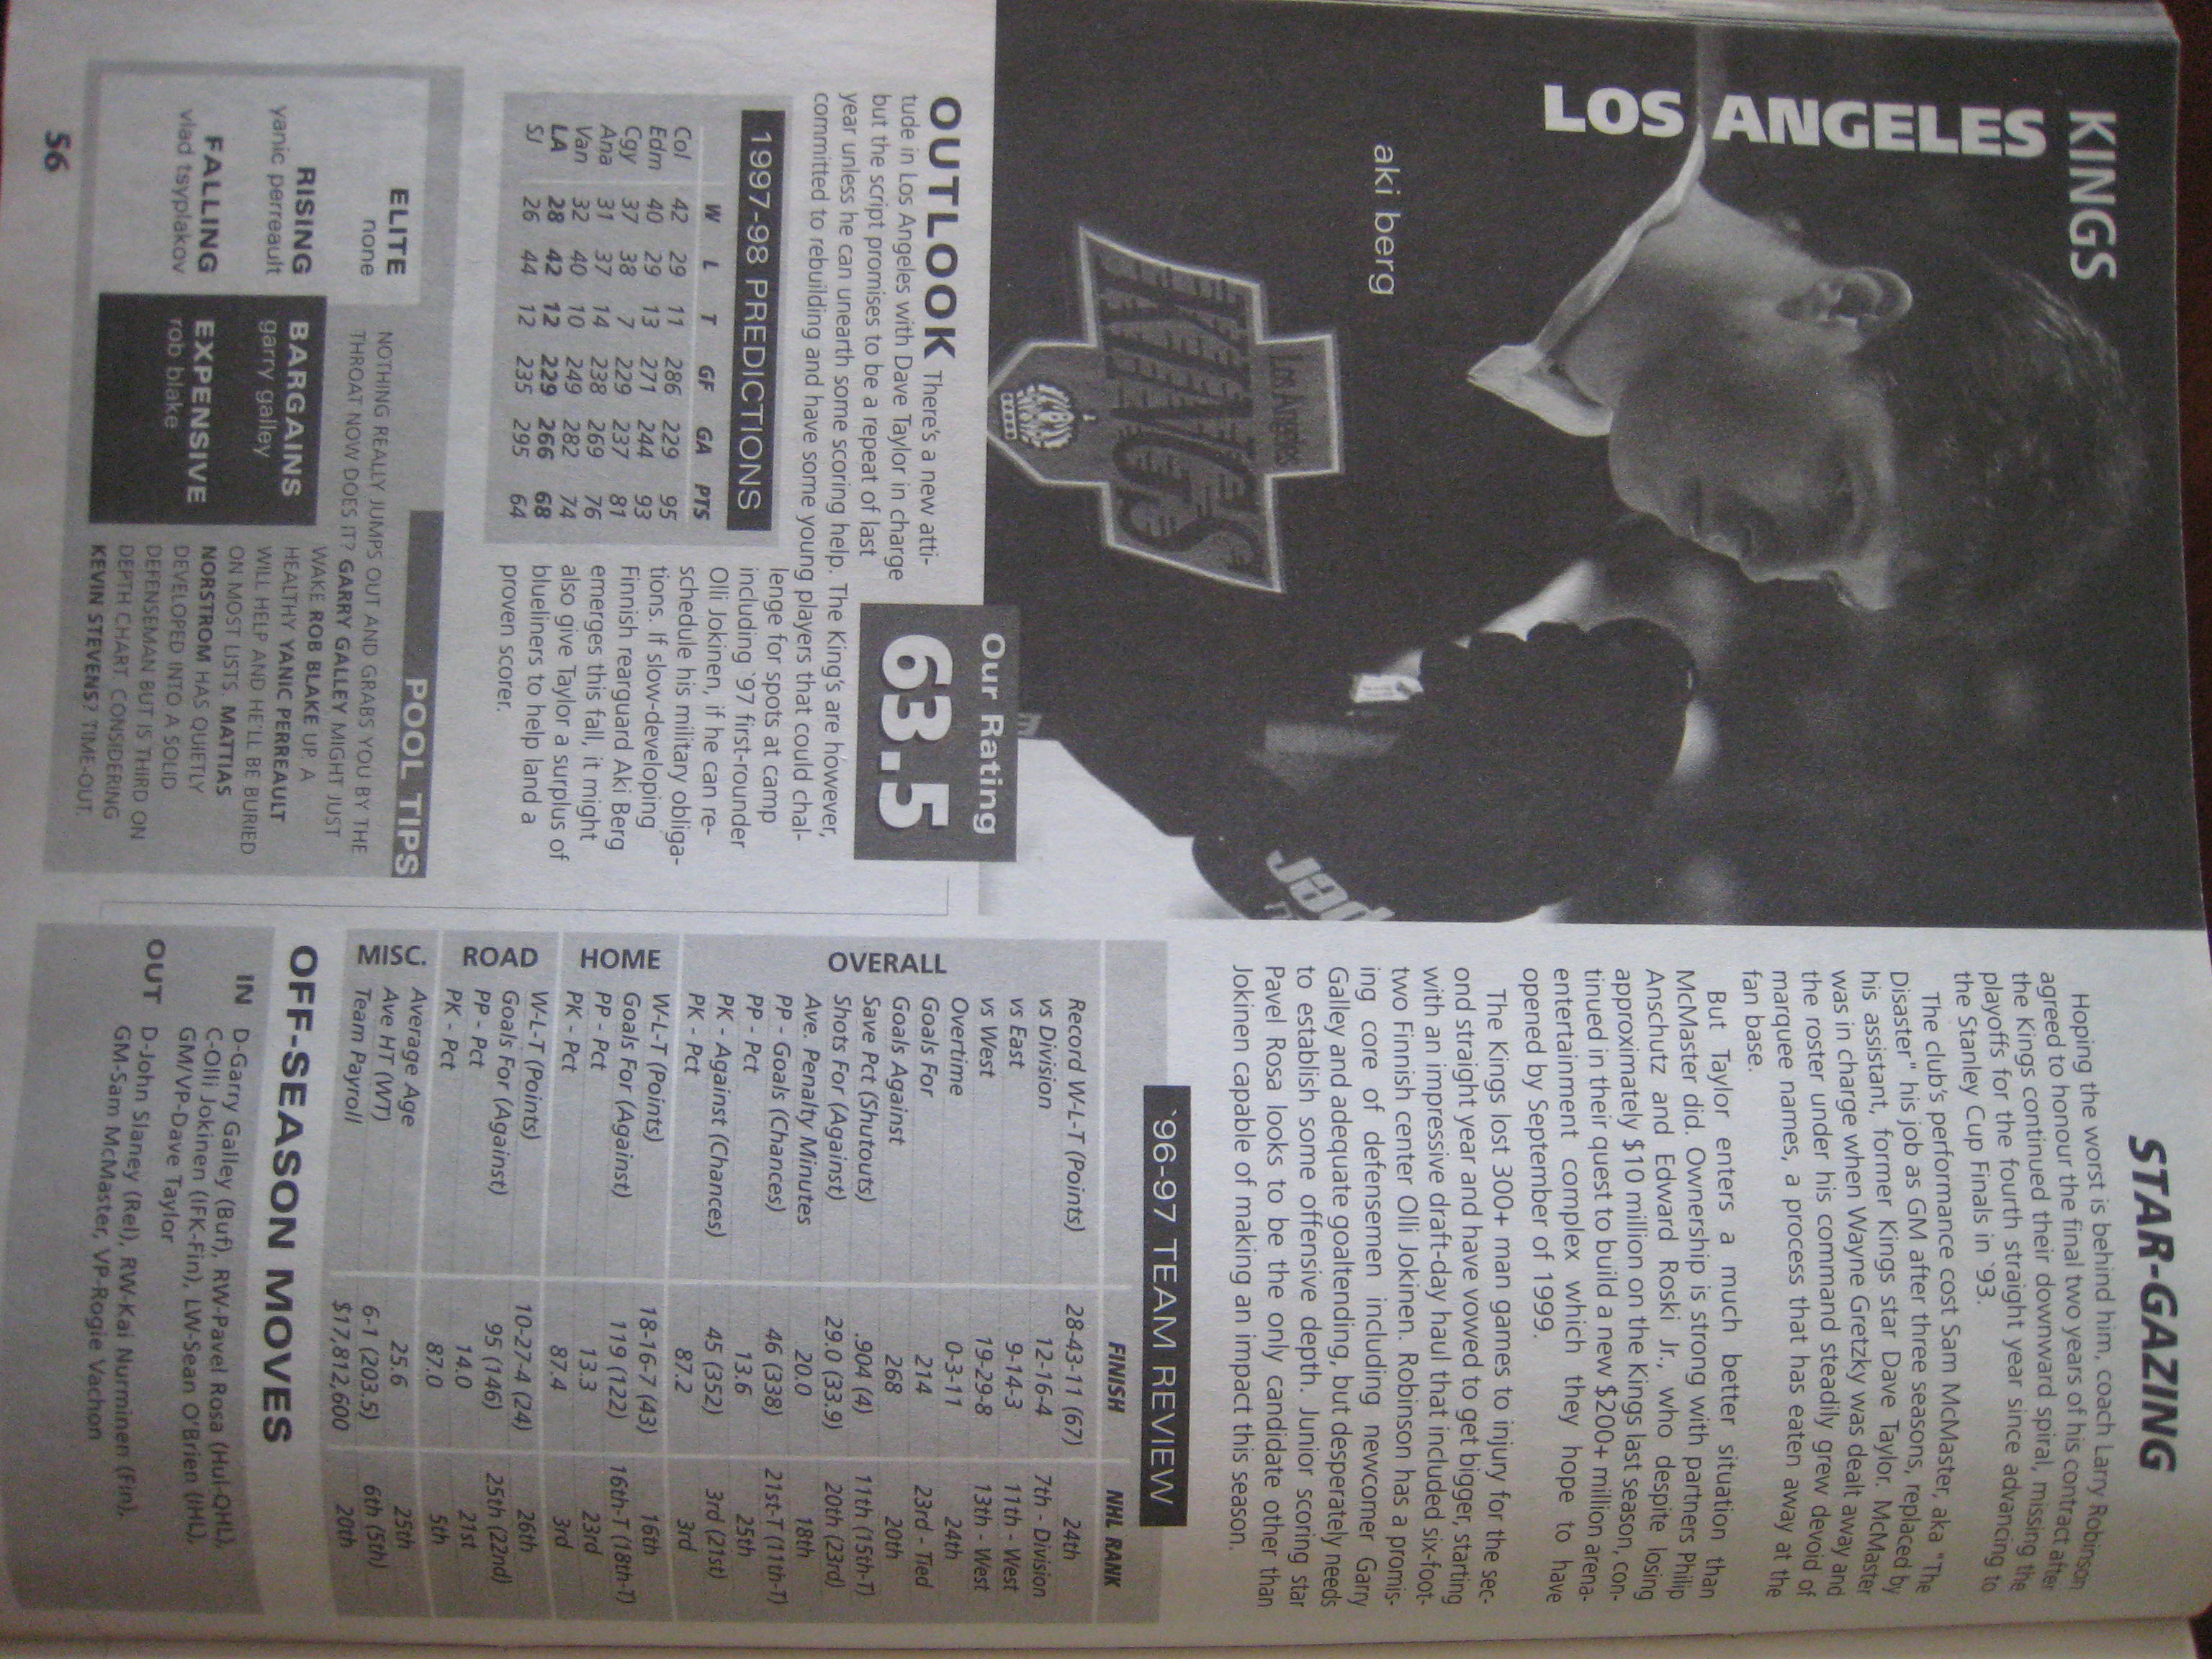 KINGS
LOS ANGELES
aki berg
Los Angeles
KINGS
OUTLOOK There's a new atti-
tude in Los Angeles with Dave Taylor in charge
but the script promises to be a repeat of last
year unless he can unearth some scoring help. The King's are however,
committed to rebuilding and have some young players that could chal-
lenge for spots at camp
including '97 first-rounder
Olli Jokinen, if he can re-
schedule his military obliga-
tions. If slow-developing
Finnish rearguard Aki Berg
emerges this fall, it might
also give Taylor a surplus of
blueliners to help land a
proven scorer.
Our Rating
63.5
1997-98 PREDICTIONS
W L T GF GA PTS
Col 42 29 11 286 229 95
Edm 40 29 13 271 244 93
Cgy 37 38 7 229 237 81
Ana 31 37 14 238 269 76
Van 32 40 10 249 282 74
LA 28 42 12 229 266 68
SJ 26 44 12 235 295 64
POOL TIPS
ELITE
none
RISING
yanic perreault
FALLING
vlad tsyplakov
BARGAINS
garry galley
EXPENSIVE
rob blake
NOTHING REALLY JUMPS OUT AND GRABS YOU BY THE
THROAT NOW DOES IT? GARRY GALLEY MIGHT JUST
WAKE ROB BLAKE UP. A
HEALTHY YANIC PERREAULT
WILL HELP AND HE'LL BE BURIED
ON MOST LISTS. MATTIAS
NORSTROM HAS QUIETLY
DEVELOPED INTO A SOLID
DEFENSEMAN BUT IS THIRD ON
DEPTH CHART. CONSIDERING
KEVIN STEVENS? TIME-OUT.
56
STAR-GAZING
Hoping the worst is behind him, coach Larry Robinson
agreed to honour the final two years of his contract after
the Kings continued their downward spiral, missing the
playoffs for the fourth straight year since advancing to
the Stanley Cup Finals in '93.
The club's performance cost Sam McMaster, aka "The
Disaster" his job as GM after three seasons, replaced by
his assistant, former Kings star Dave Taylor. McMaster
was in charge when Wayne Gretzky was dealt away and
the roster under his command steadily grew devoid of
marquee names, a process that has eaten away at the
fan base.
But Taylor enters a much better situation than
McMaster did. Ownership is strong with partners Philip
Anschutz and Edward Roski Jr., who despite losing
approximately $10 million on the Kings last season, con-
tinued in their quest to build a new $200+ million arena-
entertainment complex which they hope to have
opened by September of 1999.
The Kings lost 300+ man games to injury for the sec-
ond straight year and have vowed to get bigger, starting
with an impressive draft-day haul that included six-foot-
two Finnish center Olli Jokinen. Robinson has a promis-
ing core of defensemen including newcomer Garry
Galley and adequate goaltending, but desperately needs
to establish some offensive depth. Junior scoring star
Pavel Rosa looks to be the only candidate other than
Jokinen capable of making an impact this season.
'96-97 TEAM REVIEW
FINISH NHL RANK
OVERALL
Record W-L-T (Points) 28-43-11 (67) 24th
vs Division 12-16-4 7th - Division
vs East 9-14-3 11th - West
vs West 19-29-8 13th - West
Overtime 0-3-11 24th
Goals For 214 23rd - Tied
Goals Against 268 20th
Save Pct (Shutouts) .904 (4) 11th (15th-T)
Shots For (Against) 29.0 (33.9) 20th (23rd)
Ave. Penalty Minutes 20.0 18th
PP - Goals (Chances) 46 (338) 21st-T (11th-T)
PP - Pct 13.6 25th
PK - Against (Chances) 45 (352) 3rd (21st)
PK - Pct 87.2 3rd
HOME
W-L-T (Points) 18-16-7 (43) 16th
Goals For (Against) 119 (122) 16th-T (18th-T)
PP - Pct 13.3 23rd
PK - Pct 87.4 3rd
ROAD
W-L-T (Points) 10-27-4 (24) 26th
Goals For (Against) 95 (146) 25th (22nd)
PP - Pct 14.0 21st
PK - Pct 87.0 5th
MISC.
Average Age 25.6 25th
Ave HT (WT) 6-1 (203.5) 6th (5th)
Team Payroll $17,812,600 20th
OFF-SEASON MOVES
IN D-Garry Galley (Buf), RW-Pavel Rosa (Hul-QHL),
C-Olli Jokinen (IFK-Fin), LW-Sean O'Brien (IHL),
GM/VP-Dave Taylor
OUT D-John Slaney (Rel), RW-Kai Nurminen (Fin),
GM-Sam McMaster, VP-Rogie Vachon